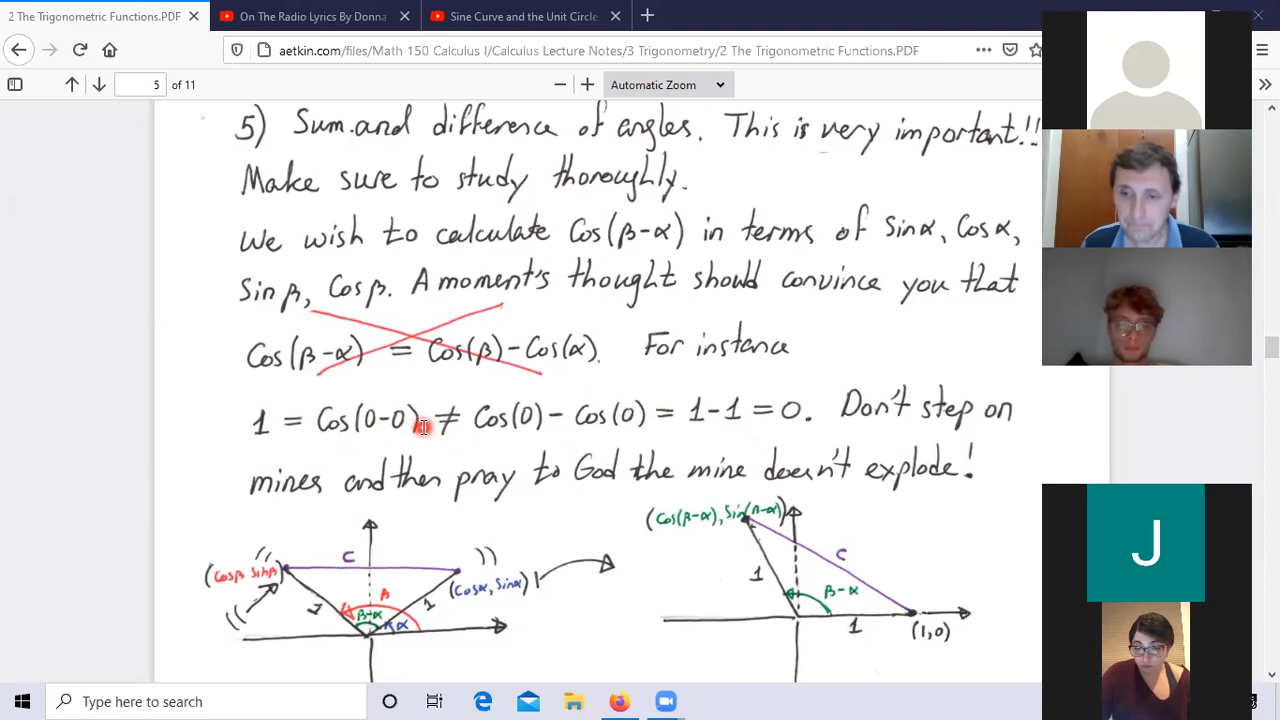 2 The Trigonometric Functions.PDF
On The Radio Lyrics By Donna
Sine Curve and the Unit Circle.
aetkin.com/files/Math 150 Calculus I/Calculus Lecture Notes/3 Trigonometry/2 The Trigonometric Functions.PDF
5 of 11
Automatic Zoom
5) Sum and difference of angles. This is very important!!
Make sure to study thoroughly.
We wish to calculate Cos(β-α) in terms of Sinα, Cosα,
Sinβ, Cosβ. A moment's thought should convince you that
Cos(β-α) = Cos(β)-Cos(α). For instance
1 = Cos(0-0) ≠ Cos(0) - Cos(0) = 1-1 = 0. Don't step on
mines and then pray to God the mine doesn't explode!
(Cosβ, Sinβ)
C
(Cosα, Sinα)
1
β
1
β-α
α
(Cos(β-α), Sin(β-α))
C
1
β-α
1
(1,0)
J
Type here to search